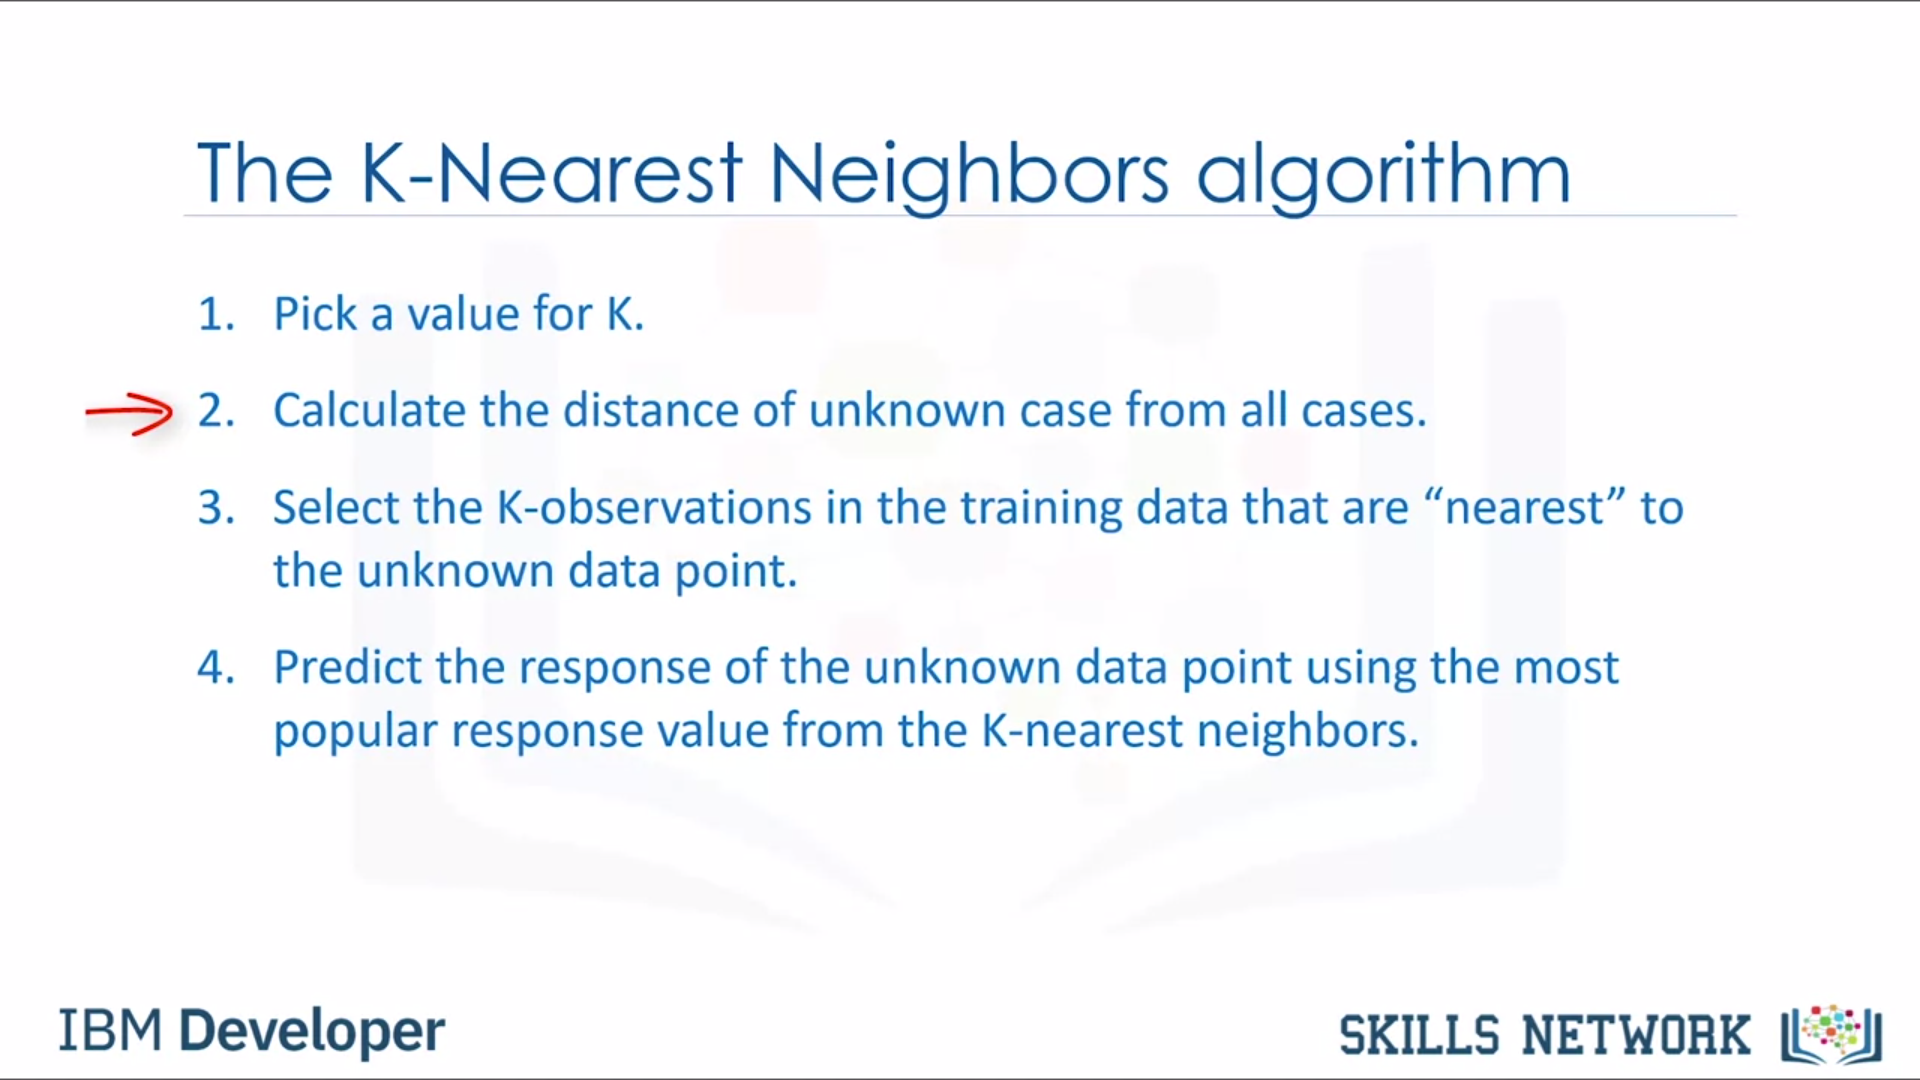 The K-Nearest Neighbors algorithm
1. Pick a value for K.
2. Calculate the distance of unknown case from all cases.
3. Select the K-observations in the training data that are “nearest” to
the unknown data point.
4. Predict the response of the unknown data point using the most
popular response value from the K-nearest neighbors.
IBM Developer
SKILLS NETWORK